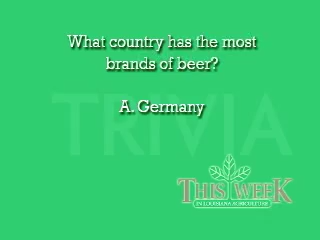 What country has the most
brands of beer?
A. Germany
TRIVIA
THIS WEEK
IN LOUISIANA AGRICULTURE